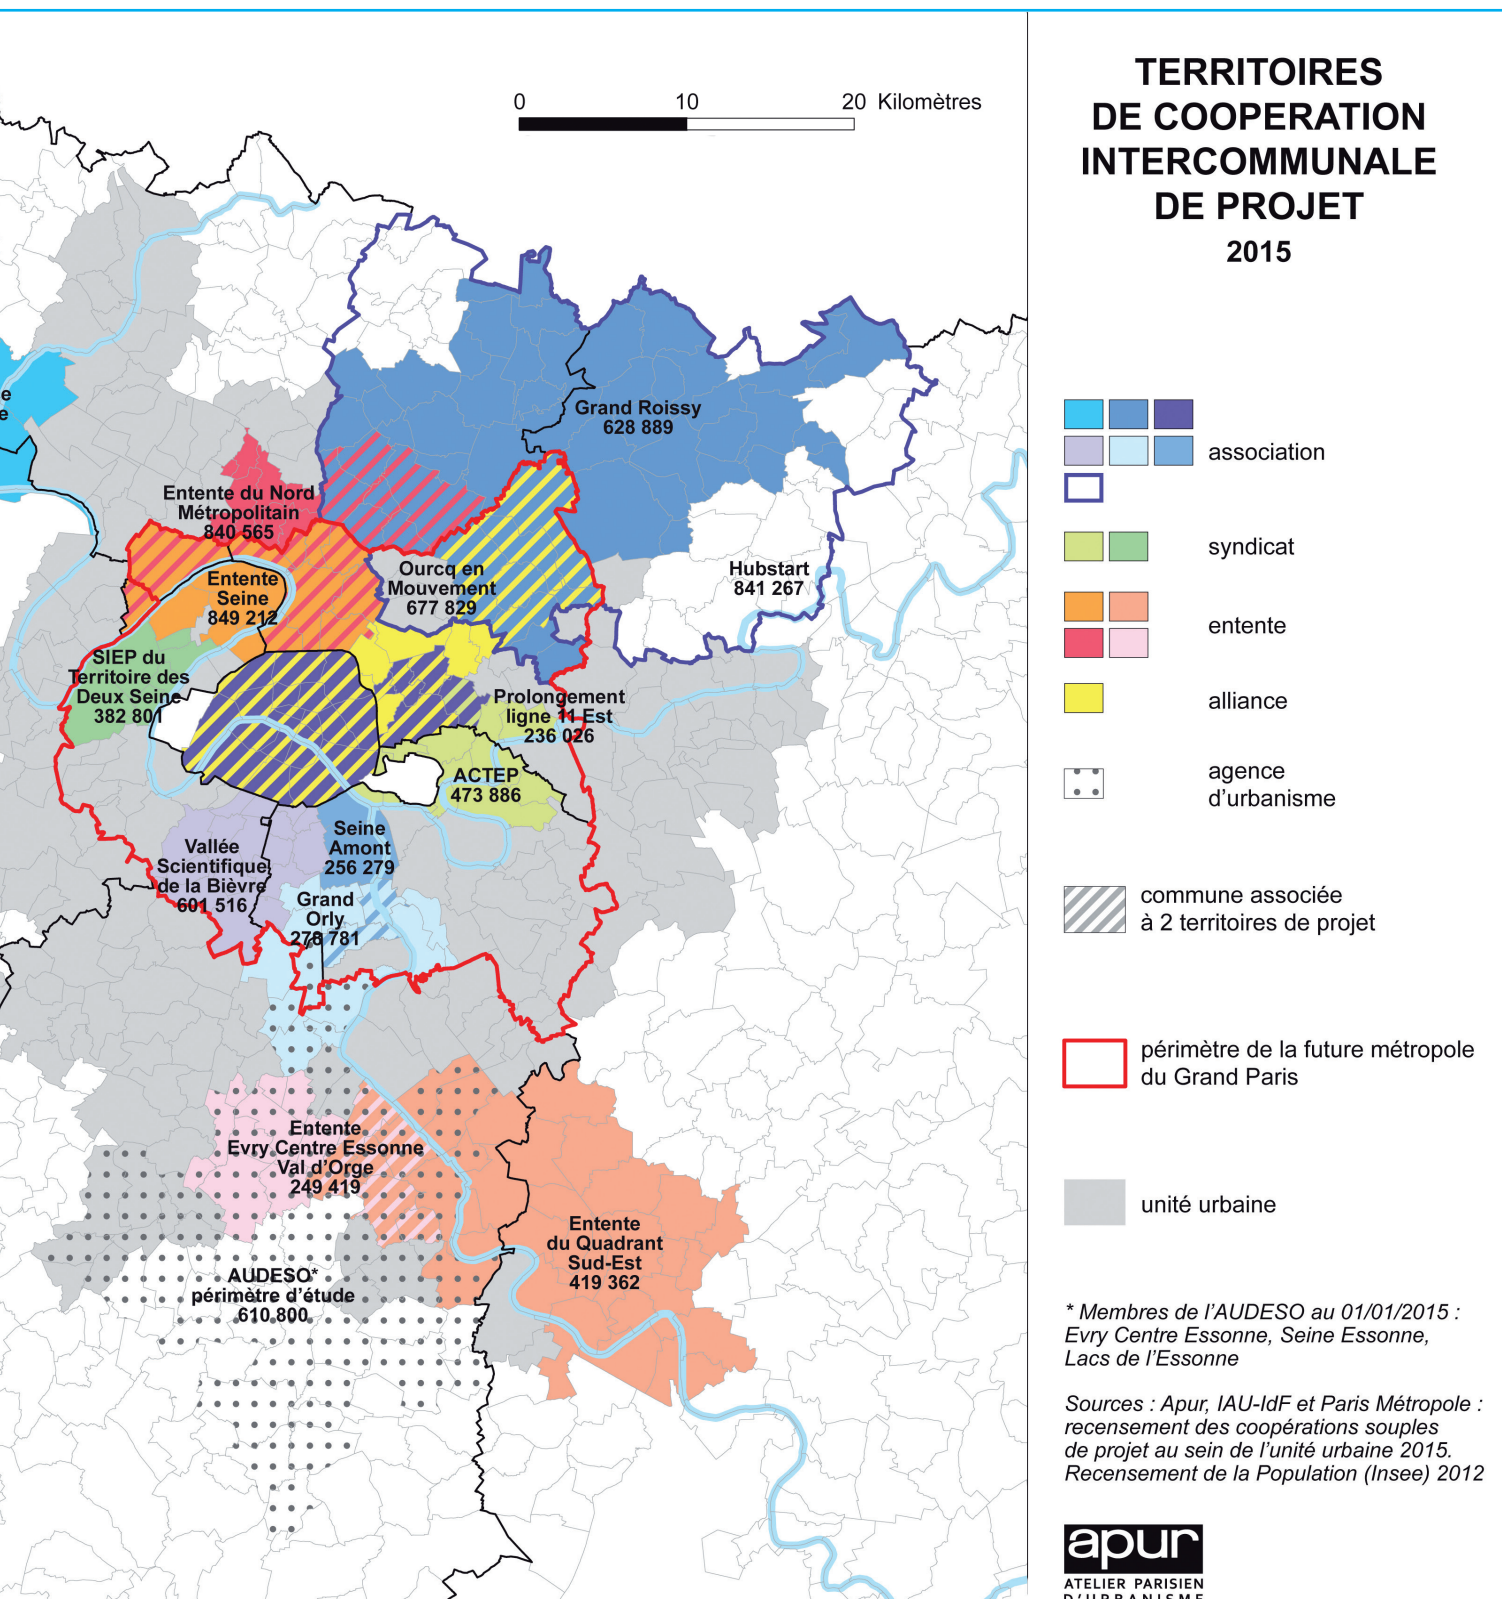 0 10 20 Kilomètres
TERRITOIRES
DE COOPERATION
INTERCOMMUNALE
DE PROJET
2015
e
e
Grand Roissy
628 889
Entente du Nord
Métropolitain
840 565
Ourcq en
Mouvement
677 829
Hubstart
841 267
Entente
Seine
849 212
SIEP du
Territoire des
Deux Seine
382 801
Prolongement
ligne 11 Est
236 026
ACTEP
473 886
Seine
Amont
256 279
Vallée
Scientifique
de la Bièvre
601 516
Grand
Orly
278 781
Entente
Evry Centre Essonne
Val d'Orge
249 419
Entente
du Quadrant
Sud-Est
419 362
AUDESO*
périmètre d'étude
610 800
association
syndicat
entente
alliance
agence
d'urbanisme
commune associée
à 2 territoires de projet
périmètre de la future métropole
du Grand Paris
unité urbaine
* Membres de l'AUDESO au 01/01/2015 :
Evry Centre Essonne, Seine Essonne,
Lacs de l'Essonne
Sources : Apur, IAU-IdF et Paris Métropole :
recensement des coopérations souples
de projet au sein de l'unité urbaine 2015.
Recensement de la Population (Insee) 2012
apur
ATELIER PARISIEN
D'URBANISME